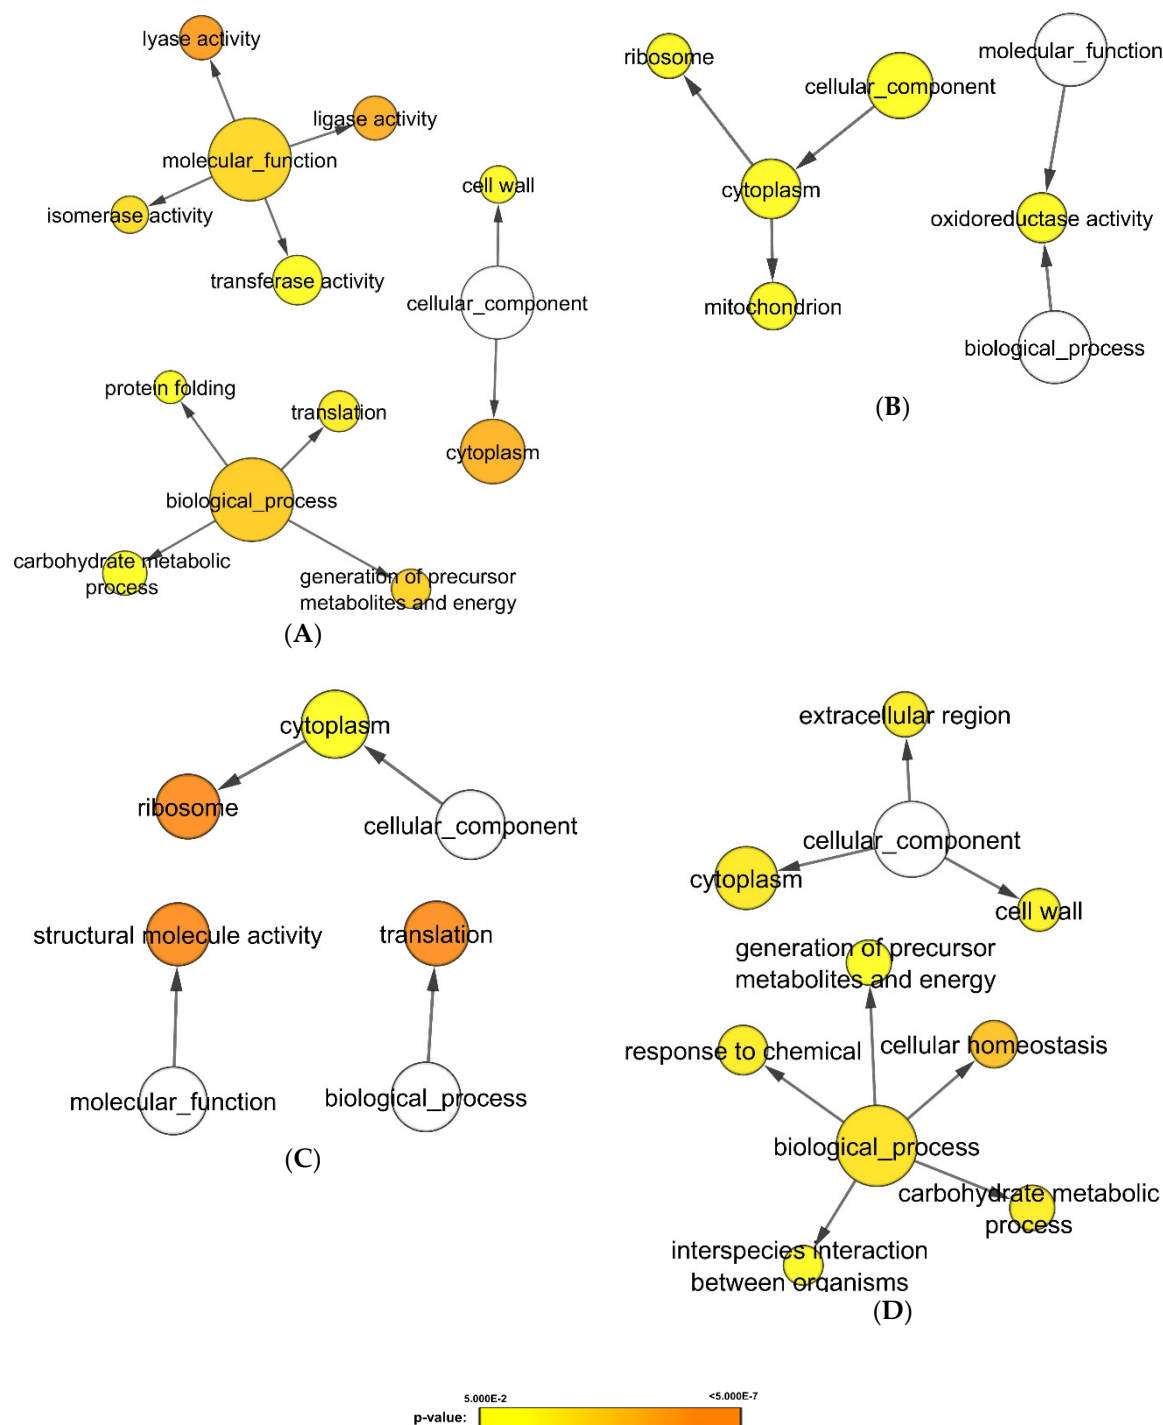 lyase activity
ligase activity
molecular_function
isomerase activity
transferase activity
cell wall
cellular_component
cytoplasm
protein folding
translation
biological_process
carbohydrate metabolic
process
generation of precursor
metabolites and energy
(A)
ribosome
cellular_component
molecular_function
cytoplasm
oxidoreductase activity
mitochondrion
biological_process
(B)
cytoplasm
ribosome
cellular_component
structural molecule activity
translation
molecular_function
biological_process
(C)
extracellular region
cellular_component
cytoplasm
cell wall
generation of precursor
metabolites and energy
response to chemical
cellular homeostasis
biological_process
carbohydrate metabolic
process
interspecies interaction
between organisms
(D)
5.000E-2
<5.000E-7
p-value: